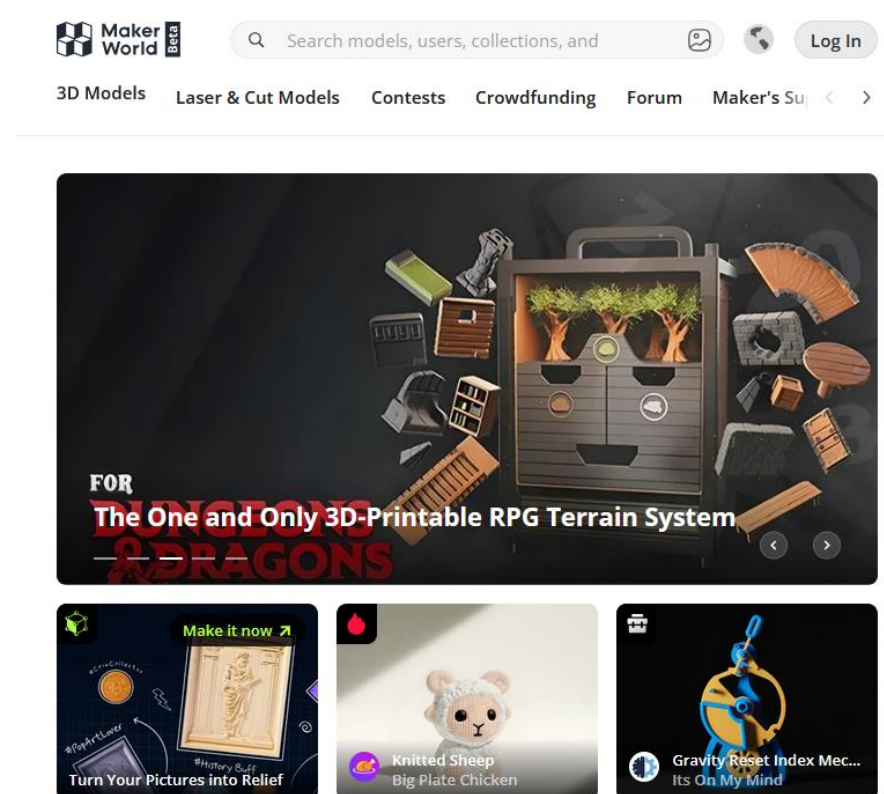 Maker
World
Beta
Search models, users, collections, and
Log In
3D Models
Laser & Cut Models
Contests
Crowdfunding
Forum
Maker's Su
FOR
DUNGEONS
& DRAGONS
The One and Only 3D-Printable RPG Terrain System
Make it now
#CoinCollector
#PopArtLover
#History Buff
Turn Your Pictures into Relief
Knitted Sheep
Big Plate Chicken
Gravity Reset Index Mec...
Its On My Mind